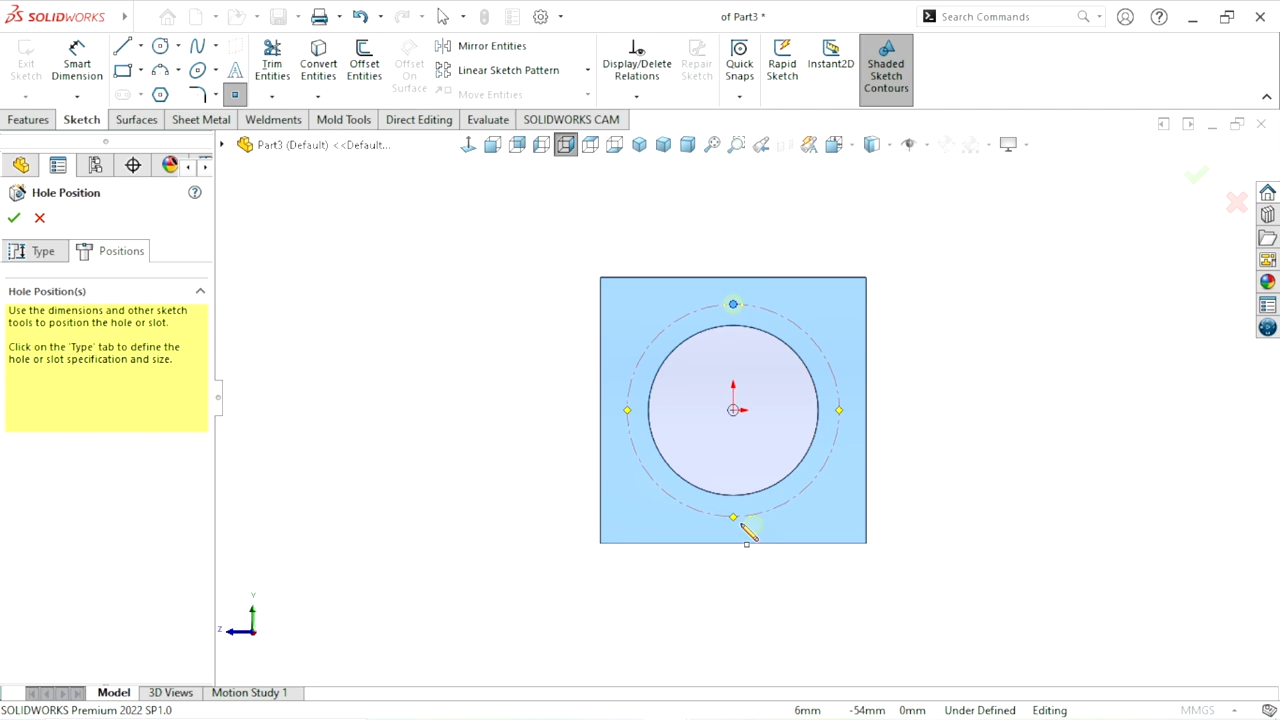 SOLIDWORKS
of Part3 *
Search Commands
Exit Sketch
Smart Dimension
Trim Entities
Convert Entities
Offset Entities
Offset On Surface
Mirror Entities
Linear Sketch Pattern
Move Entities
Display/Delete Relations
Repair Sketch
Quick Snaps
Rapid Sketch
Instant2D
Shaded Sketch Contours
Features
Sketch
Surfaces
Sheet Metal
Weldments
Mold Tools
Direct Editing
Evaluate
SOLIDWORKS CAM
Part3 (Default) <<Default...
Hole Position
Type
Positions
Hole Position(s)
Use the dimensions and other sketch
tools to position the hole or slot.
Click on the 'Type' tab to define the
hole or slot specification and size.
Y
Z
Model
3D Views
Motion Study 1
SOLIDWORKS Premium 2022 SP1.0
6mm
-54mm
0mm
Under Defined
Editing
MMGS